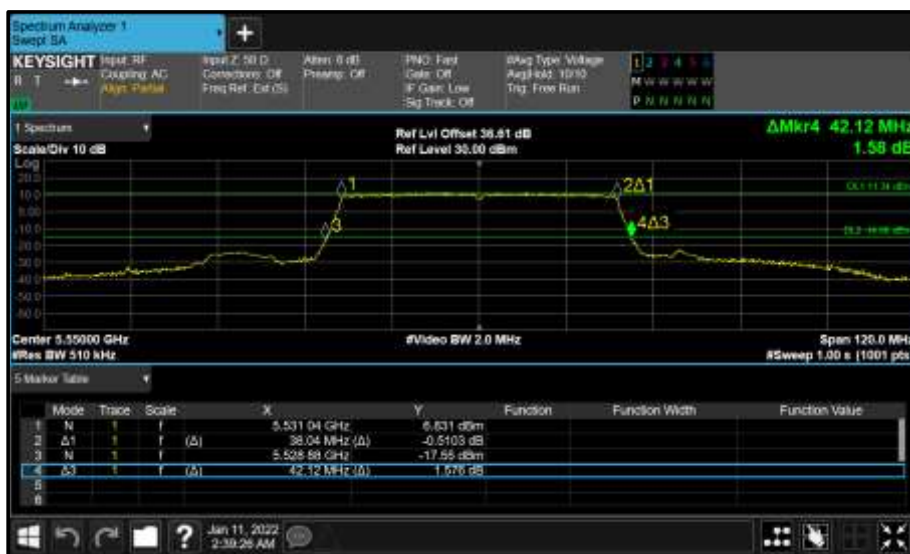 Spectrum Analyzer 1
Swept SA
+
KEYSIGHT Input: RF Input Z: 50 Ω Atten: 6 dB PNO: Fast #Avg Type: Voltage 1 2 3 4 5 6
R T Coupling: AC Corrections: Off Preamp: Off Gate: Off Avg|Hold: 10/10 M W W W W W
Align: Partial Freq Ref: Ext (S) IF Gain: Low Trig: Free Run
Sig Track: Off P N N N N N
1 Spectrum Ref Lvl Offset 36.61 dB ΔMkr4 42.12 MHz
Scale/Div 10 dB Ref Level 30.00 dBm 1.58 dB
Log
20.0
10.0 1 2Δ1
0.00
-10.0 3 4Δ3
-20.0
-30.0
-40.0
-50.0
-60.0
Center 5.55000 GHz #Video BW 2.0 MHz Span 120.0 MHz
#Res BW 510 kHz #Sweep 1.00 s (1001 pts
5 Marker Table
Mode Trace Scale X Y Function Function Width Function Value
1 N 1 f 5.531 04 GHz 6.831 dBm
2 Δ1 1 f (Δ) 38.04 MHz (Δ) -0.5103 dB
3 N 1 f 5.528 88 GHz -17.55 dBm
4 Δ3 1 f (Δ) 42.12 MHz (Δ) 1.576 dB
5
6
? Jan 11, 2022
2:39:26 AM